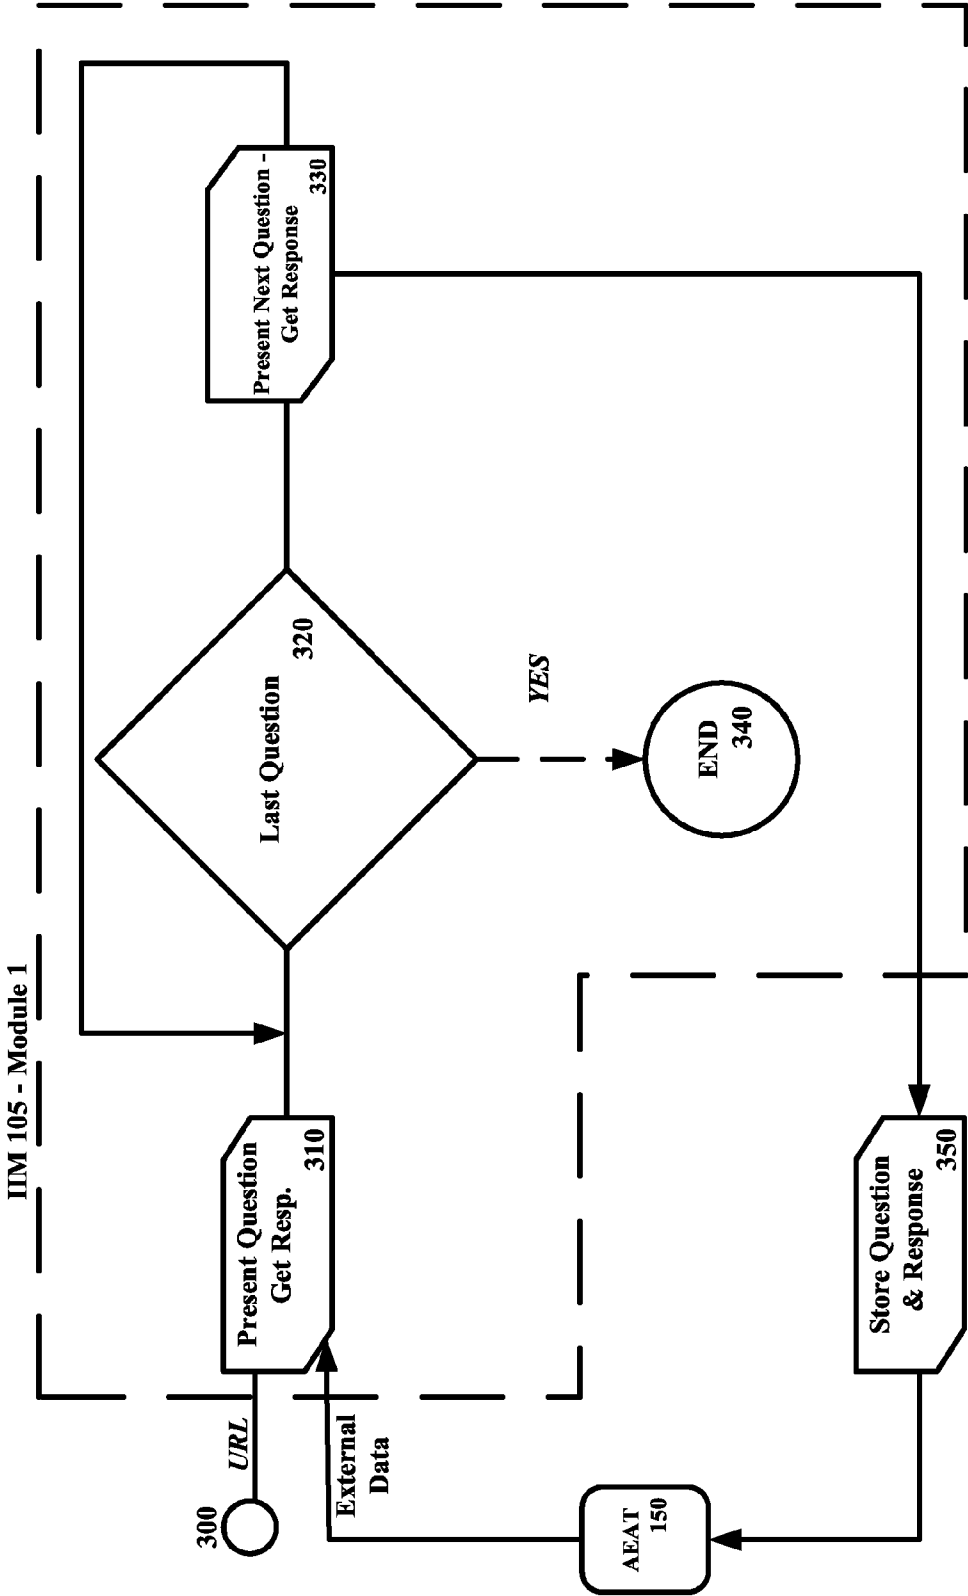 IIM 105 - Module 1
300
URL
External
Data
Present Question
Get Resp.
310
Last Question
320
YES
END
340
Present Next Question -
Get Response
330
AEAT
150
Store Question
& Response
350